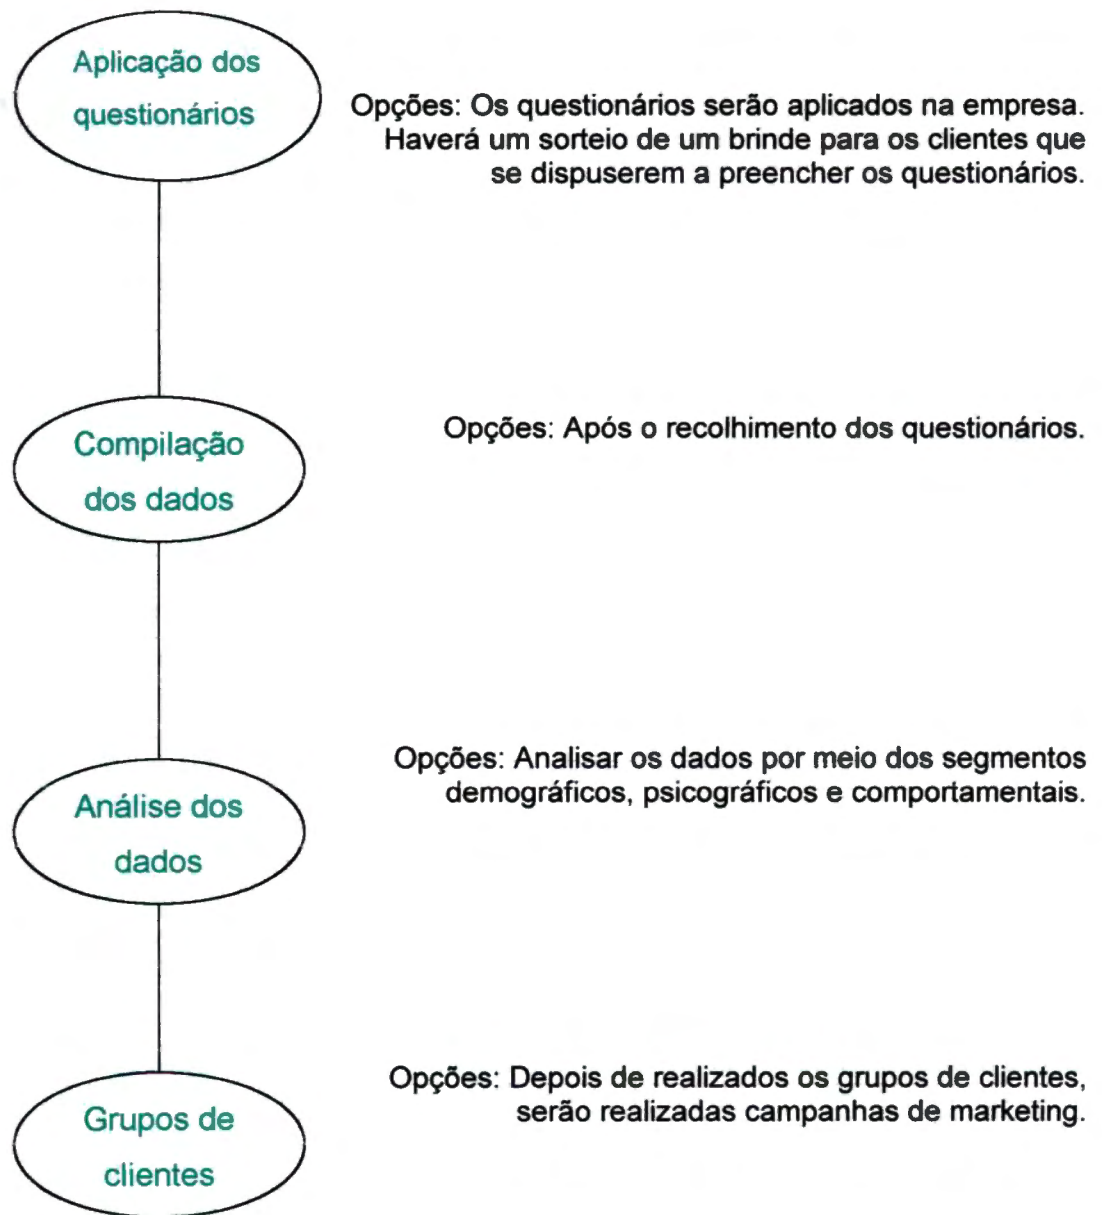 Aplicação dos
questionários
Opções: Os questionários serão aplicados na empresa.
Haverá um sorteio de um brinde para os clientes que
se dispuserem a preencher os questionários.
Compilação
dos dados
Opções: Após o recolhimento dos questionários.
Análise dos
dados
Opções: Analisar os dados por meio dos segmentos
demográficos, psicográficos e comportamentais.
Grupos de
clientes
Opções: Depois de realizados os grupos de clientes,
serão realizadas campanhas de marketing.